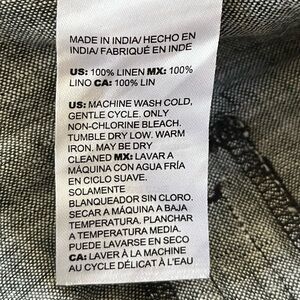 MADE IN INDIA/ HECHO EN
INDIA/ FABRIQUÉ EN INDE
US: 100% LINEN MX: 100%
LINO CA: 100% LIN
US: MACHINE WASH COLD,
GENTLE CYCLE. ONLY
NON-CHLORINE BLEACH.
TUMBLE DRY LOW. WARM
IRON. MAY BE DRY
CLEANED MX: LAVAR A
MÁQUINA CON AGUA FRÍA
EN CICLO SUAVE.
SOLAMENTE
BLANQUEADOR SIN CLORO.
SECAR A MÁQUINA A BAJA
TEMPERATURA. PLANCHAR
A TEMPERATURA MEDIA.
PUEDE LAVARSE EN SECO
CA: LAVER À LA MACHINE
AU CYCLE DÉLICAT À L'EAU